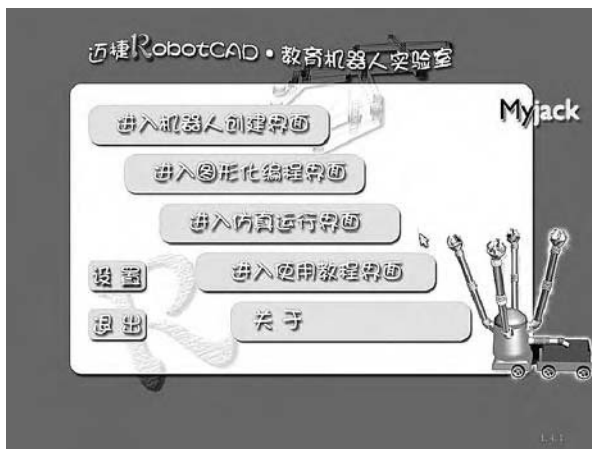 迈捷RobotCAD·教育机器人实验室
Myjack
进入机器人创建界面
进入图形化编程界面
进入仿真运行界面
设置
进入使用教程界面
退出
关于